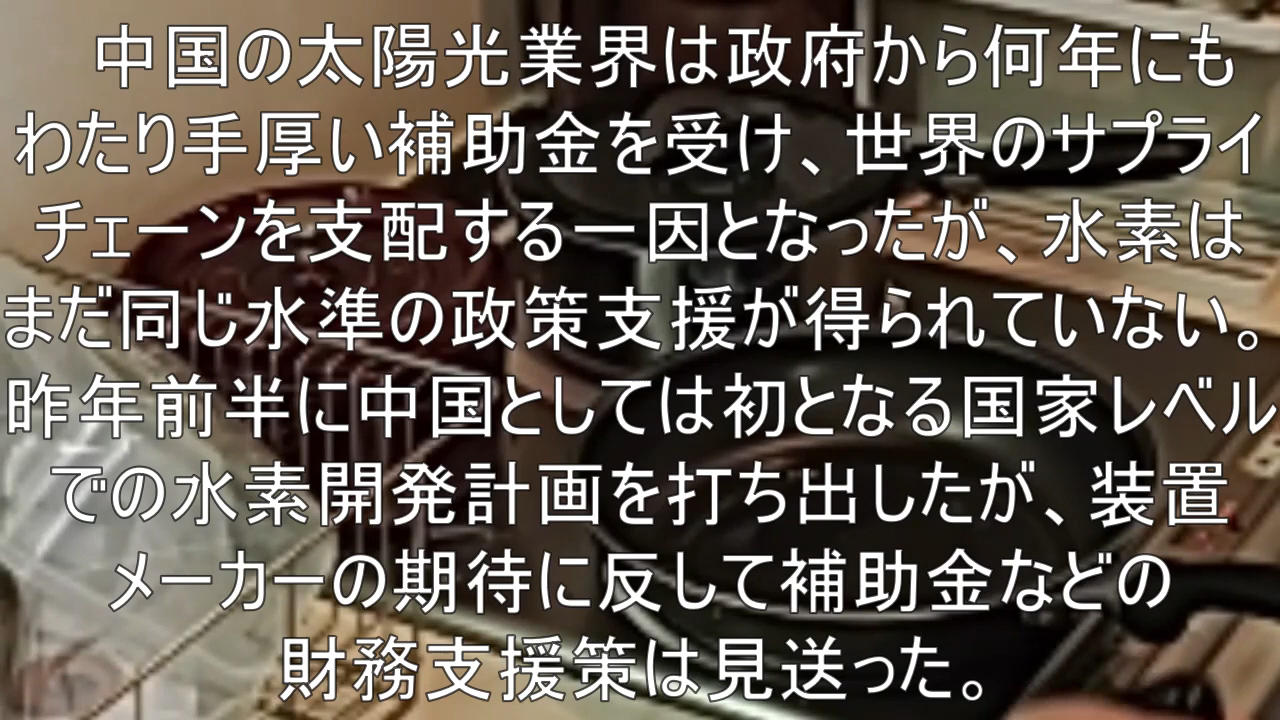 中国の太陽光業界は政府から何年にも
わたり手厚い補助金を受け、世界のサプライ
チェーンを支配する一因となったが、水素は
まだ同じ水準の政策支援が得られていない。
昨年前半に中国としては初となる国家レベル
での水素開発計画を打ち出したが、装置
メーカーの期待に反して補助金などの
財務支援策は見送った。